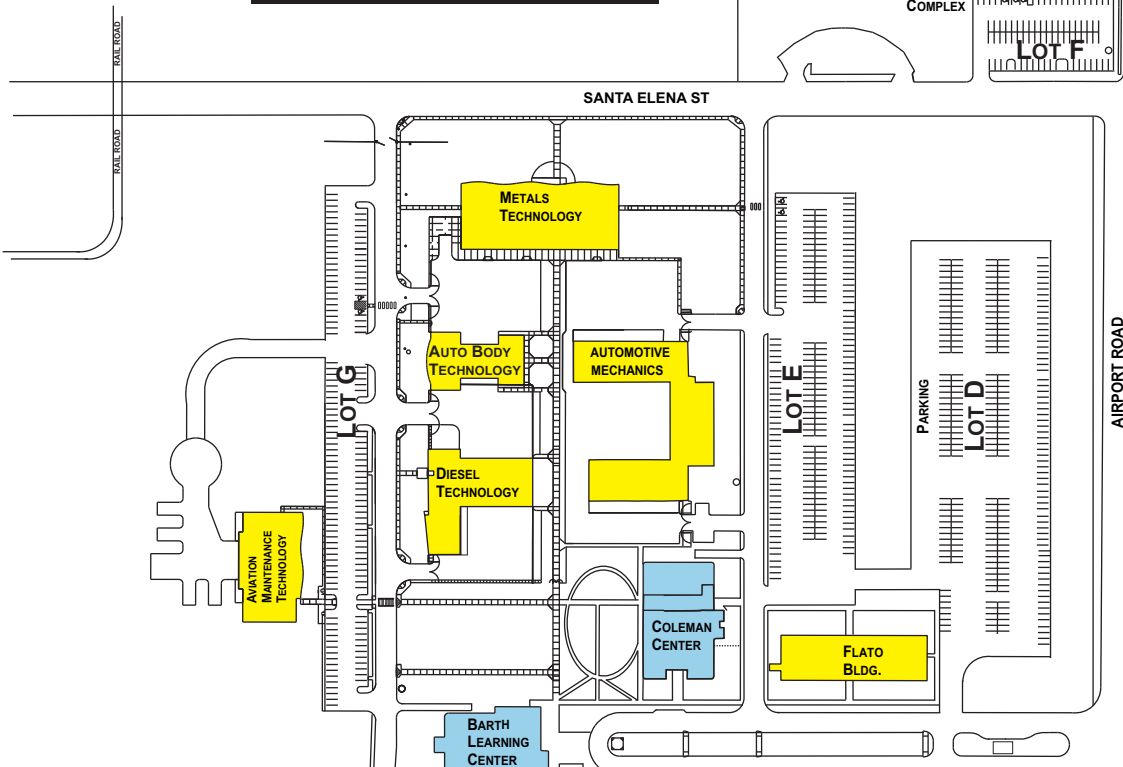 COMPLEX
LOT F
RAIL ROAD
SANTA ELENA ST
RAIL ROAD
METALS
TECHNOLOGY
AUTO BODY
TECHNOLOGY
AUTOMOTIVE
MECHANICS
LOT G
LOT E
PARKING
LOT D
AIRPORT ROAD
DIESEL
TECHNOLOGY
AVIATION
MAINTENANCE
TECHNOLOGY
COLEMAN
CENTER
FLATO
BLDG.
BARTH
LEARNING
CENTER